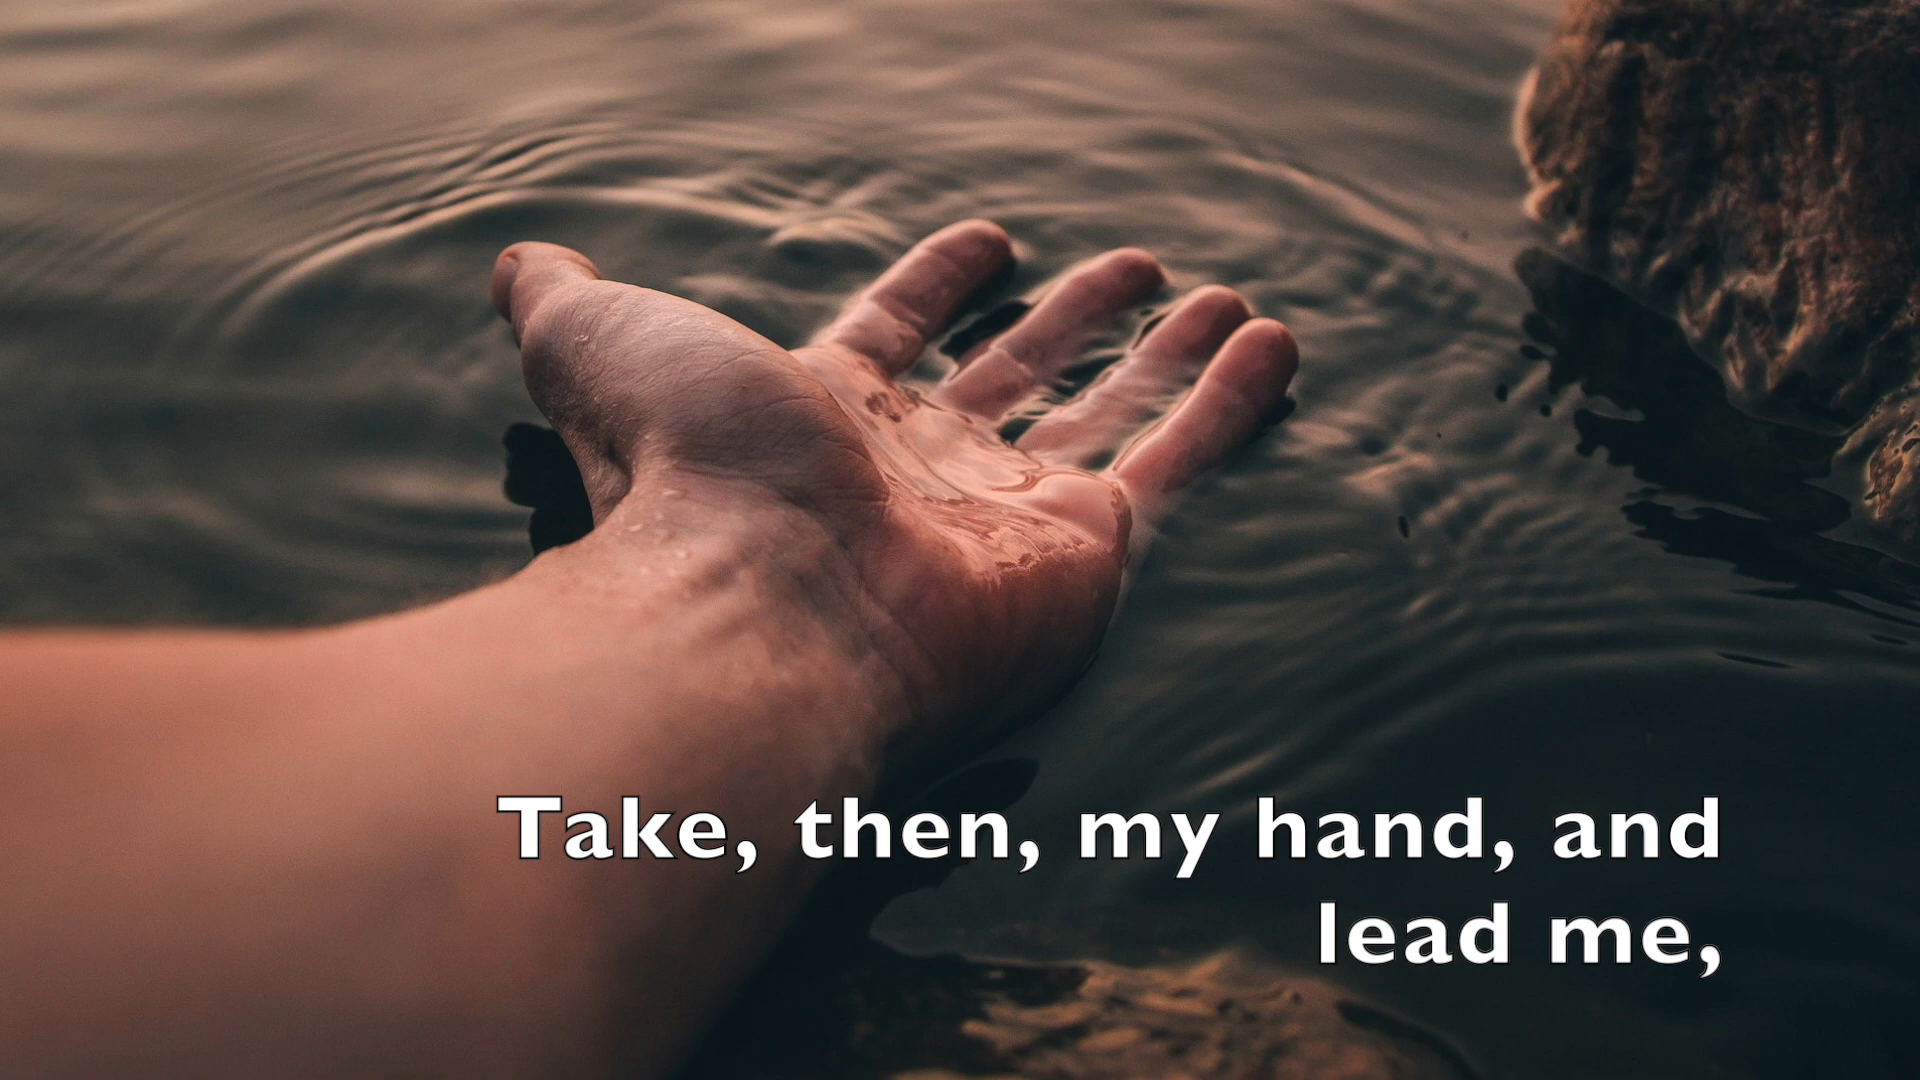 Take, then, my hand, and
lead me,